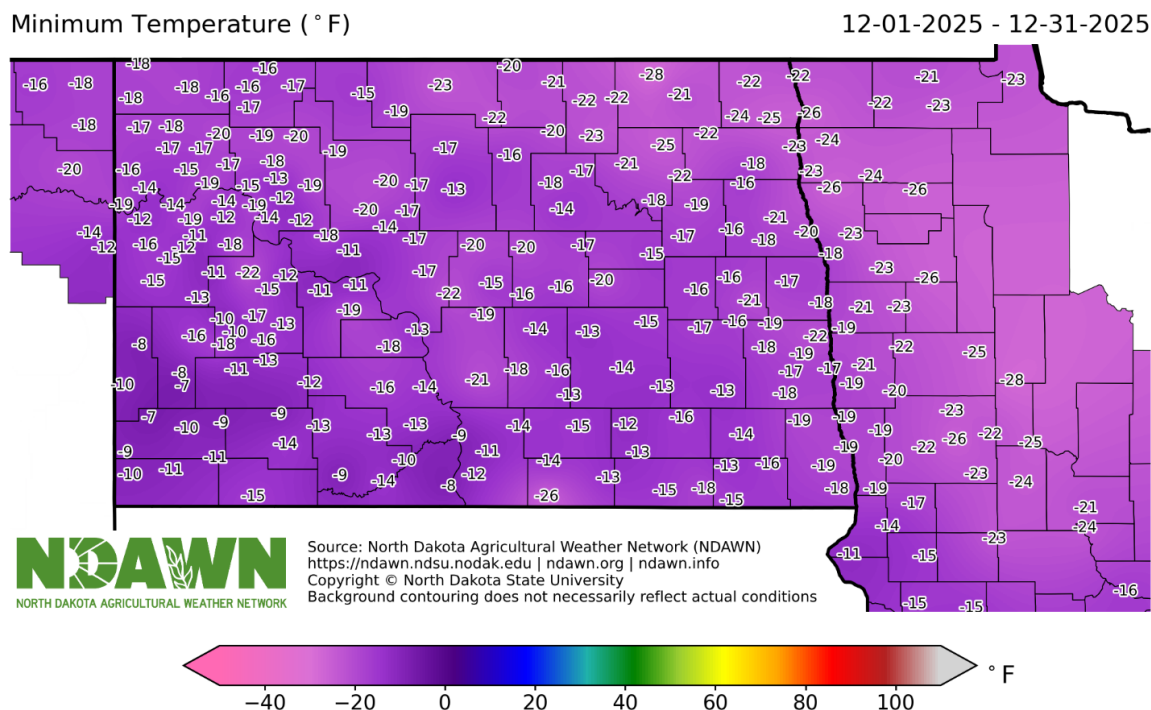 Minimum Temperature (°F) 12-01-2025 - 12-31-2025
-18 -16 -20
-16 -18 -18 -16 -17 -15 -23 -21 -28 -22 -22 -21 -23
-18 -16 -17 -19 -22 -22 -22 -21 -24 -25 -26 -22 -23
-18 -17 -18 -20 -19 -20 -19 -17 -16 -20 -23 -25 -22 -23 -24
-17 -17 -17 -18
-20 -16 -15 -13 -17 -21 -22 -18 -23 -24
-14 -19 -15 -12 -19 -20 -17 -13 -18 -16 -26 -26
-19 -14 -14 -19 -20 -17 -14 -18 -19
-12 -19 -12 -14 -12 -14 -21
-14 -11 -18 -17 -17 -16 -18 -20 -23
-12 -16 -12 -18 -11 -20 -20 -17 -15 -18
-15
-15 -11 -22 -12 -17 -15 -16 -20 -16 -17 -23 -26
-13 -15 -11 -11 -22 -16 -16 -21 -18 -21 -23
-10 -17 -13 -19 -19 -15 -16 -19 -19
-8 -16 -10 -16 -13 -14 -13 -17 -22
-18 -18 -18 -19 -22 -25
-10 -8 -11 -13 -18 -16 -14 -17 -17 -21
-7 -12 -16 -14 -21 -13 -13 -13 -18 -19 -20 -28
-7 -10 -9 -9 -13 -13 -13 -14 -15 -12 -16 -19 -19 -23
-14 -9 -14 -19 -22 -26 -22 -25
-9 -11 -10 -11 -14 -13 -19 -20
-10 -11 -9 -14 -12 -13 -13 -16 -19 -23 -24
-15 -8 -26 -15 -18 -15 -18 -19 -17 -21
-14 -24
-11 -15 -23
-16
-15 -15
NDAWN
NORTH DAKOTA AGRICULTURAL WEATHER NETWORK
Source: North Dakota Agricultural Weather Network (NDAWN)
https://ndawn.ndsu.nodak.edu | ndawn.org | ndawn.info
Copyright © North Dakota State University
Background contouring does not necessarily reflect actual conditions
°F
−40 −20 0 20 40 60 80 100